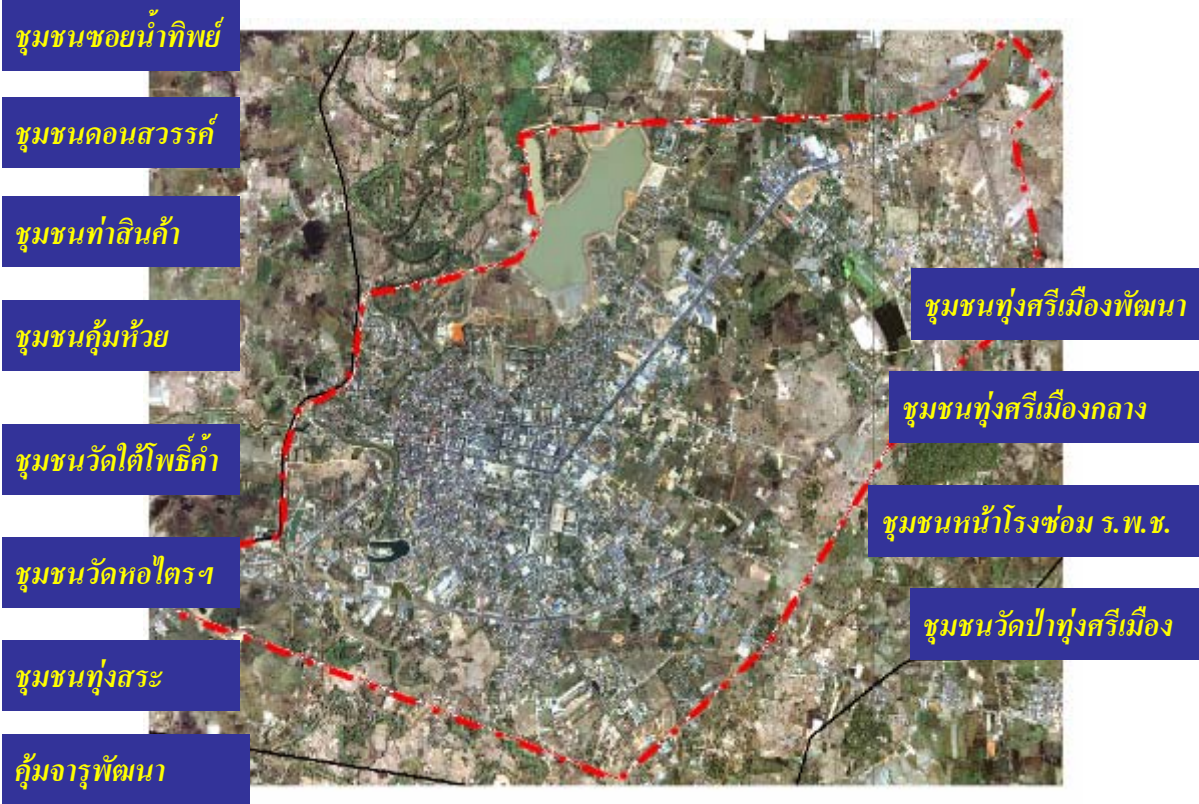 ชุมชนซอยน้ำทิพย์
ชุมชนดอนสวรรค์
ชุมชนท่าสินค้า
ชุมชนคุ้มห้วย
ชุมชนวัดใต้โพธิ์ค้ำ
ชุมชนวัดหอไตรฯ
ชุมชนทุ่งสระ
คุ้มจารุพัฒนา
ชุมชนทุ่งศรีเมืองพัฒนา
ชุมชนทุ่งศรีเมืองกลาง
ชุมชนหน้าโรงซ่อม ร.พ.ช.
ชุมชนวัดป่าทุ่งศรีเมือง